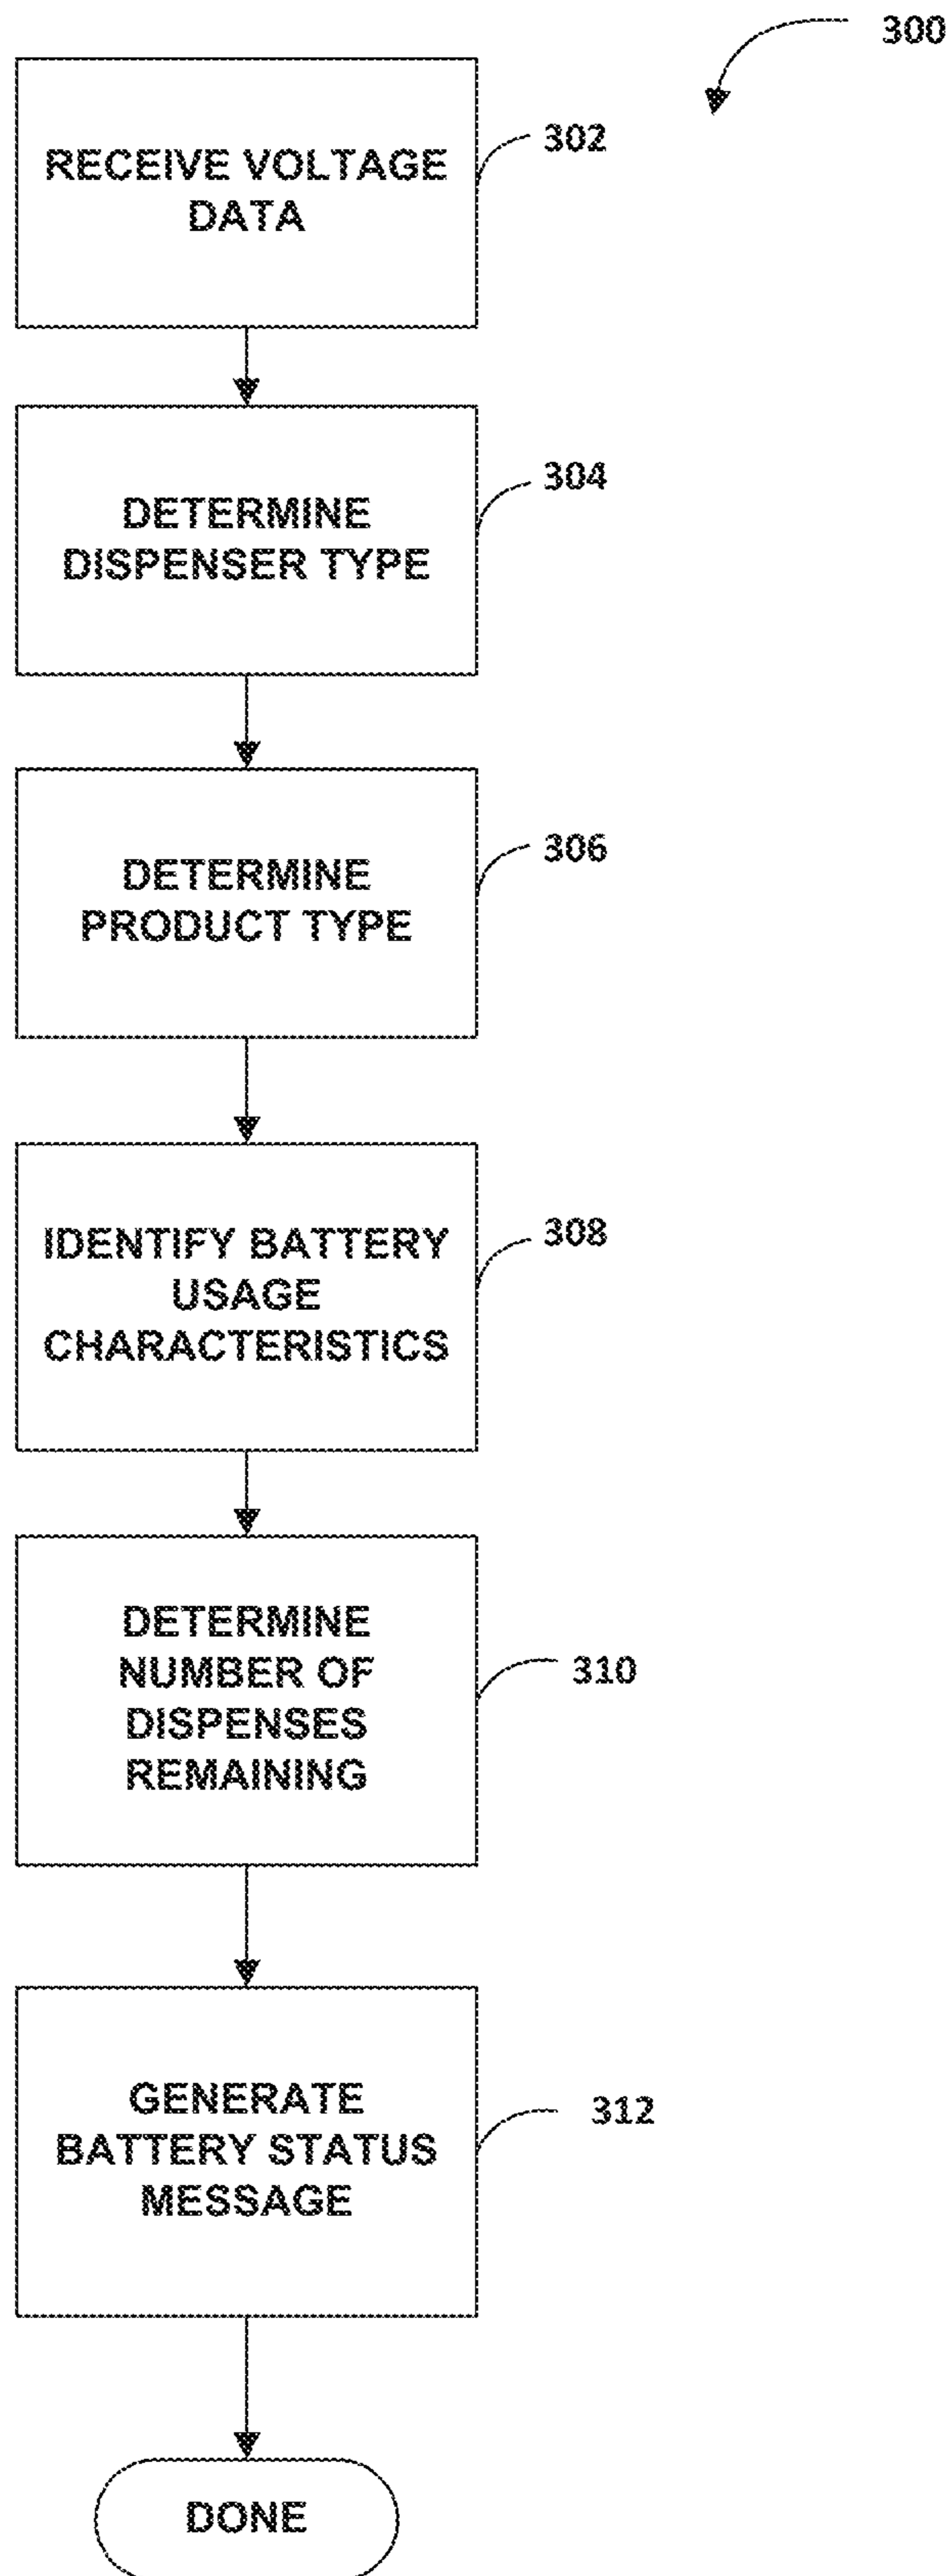 300
RECEIVE VOLTAGE
DATA
302
DETERMINE
DISPENSER TYPE
304
DETERMINE
PRODUCT TYPE
306
IDENTIFY BATTERY
USAGE
CHARACTERISTICS
308
DETERMINE
NUMBER OF
DISPENSES
REMAINING
310
GENERATE
BATTERY STATUS
MESSAGE
312
DONE